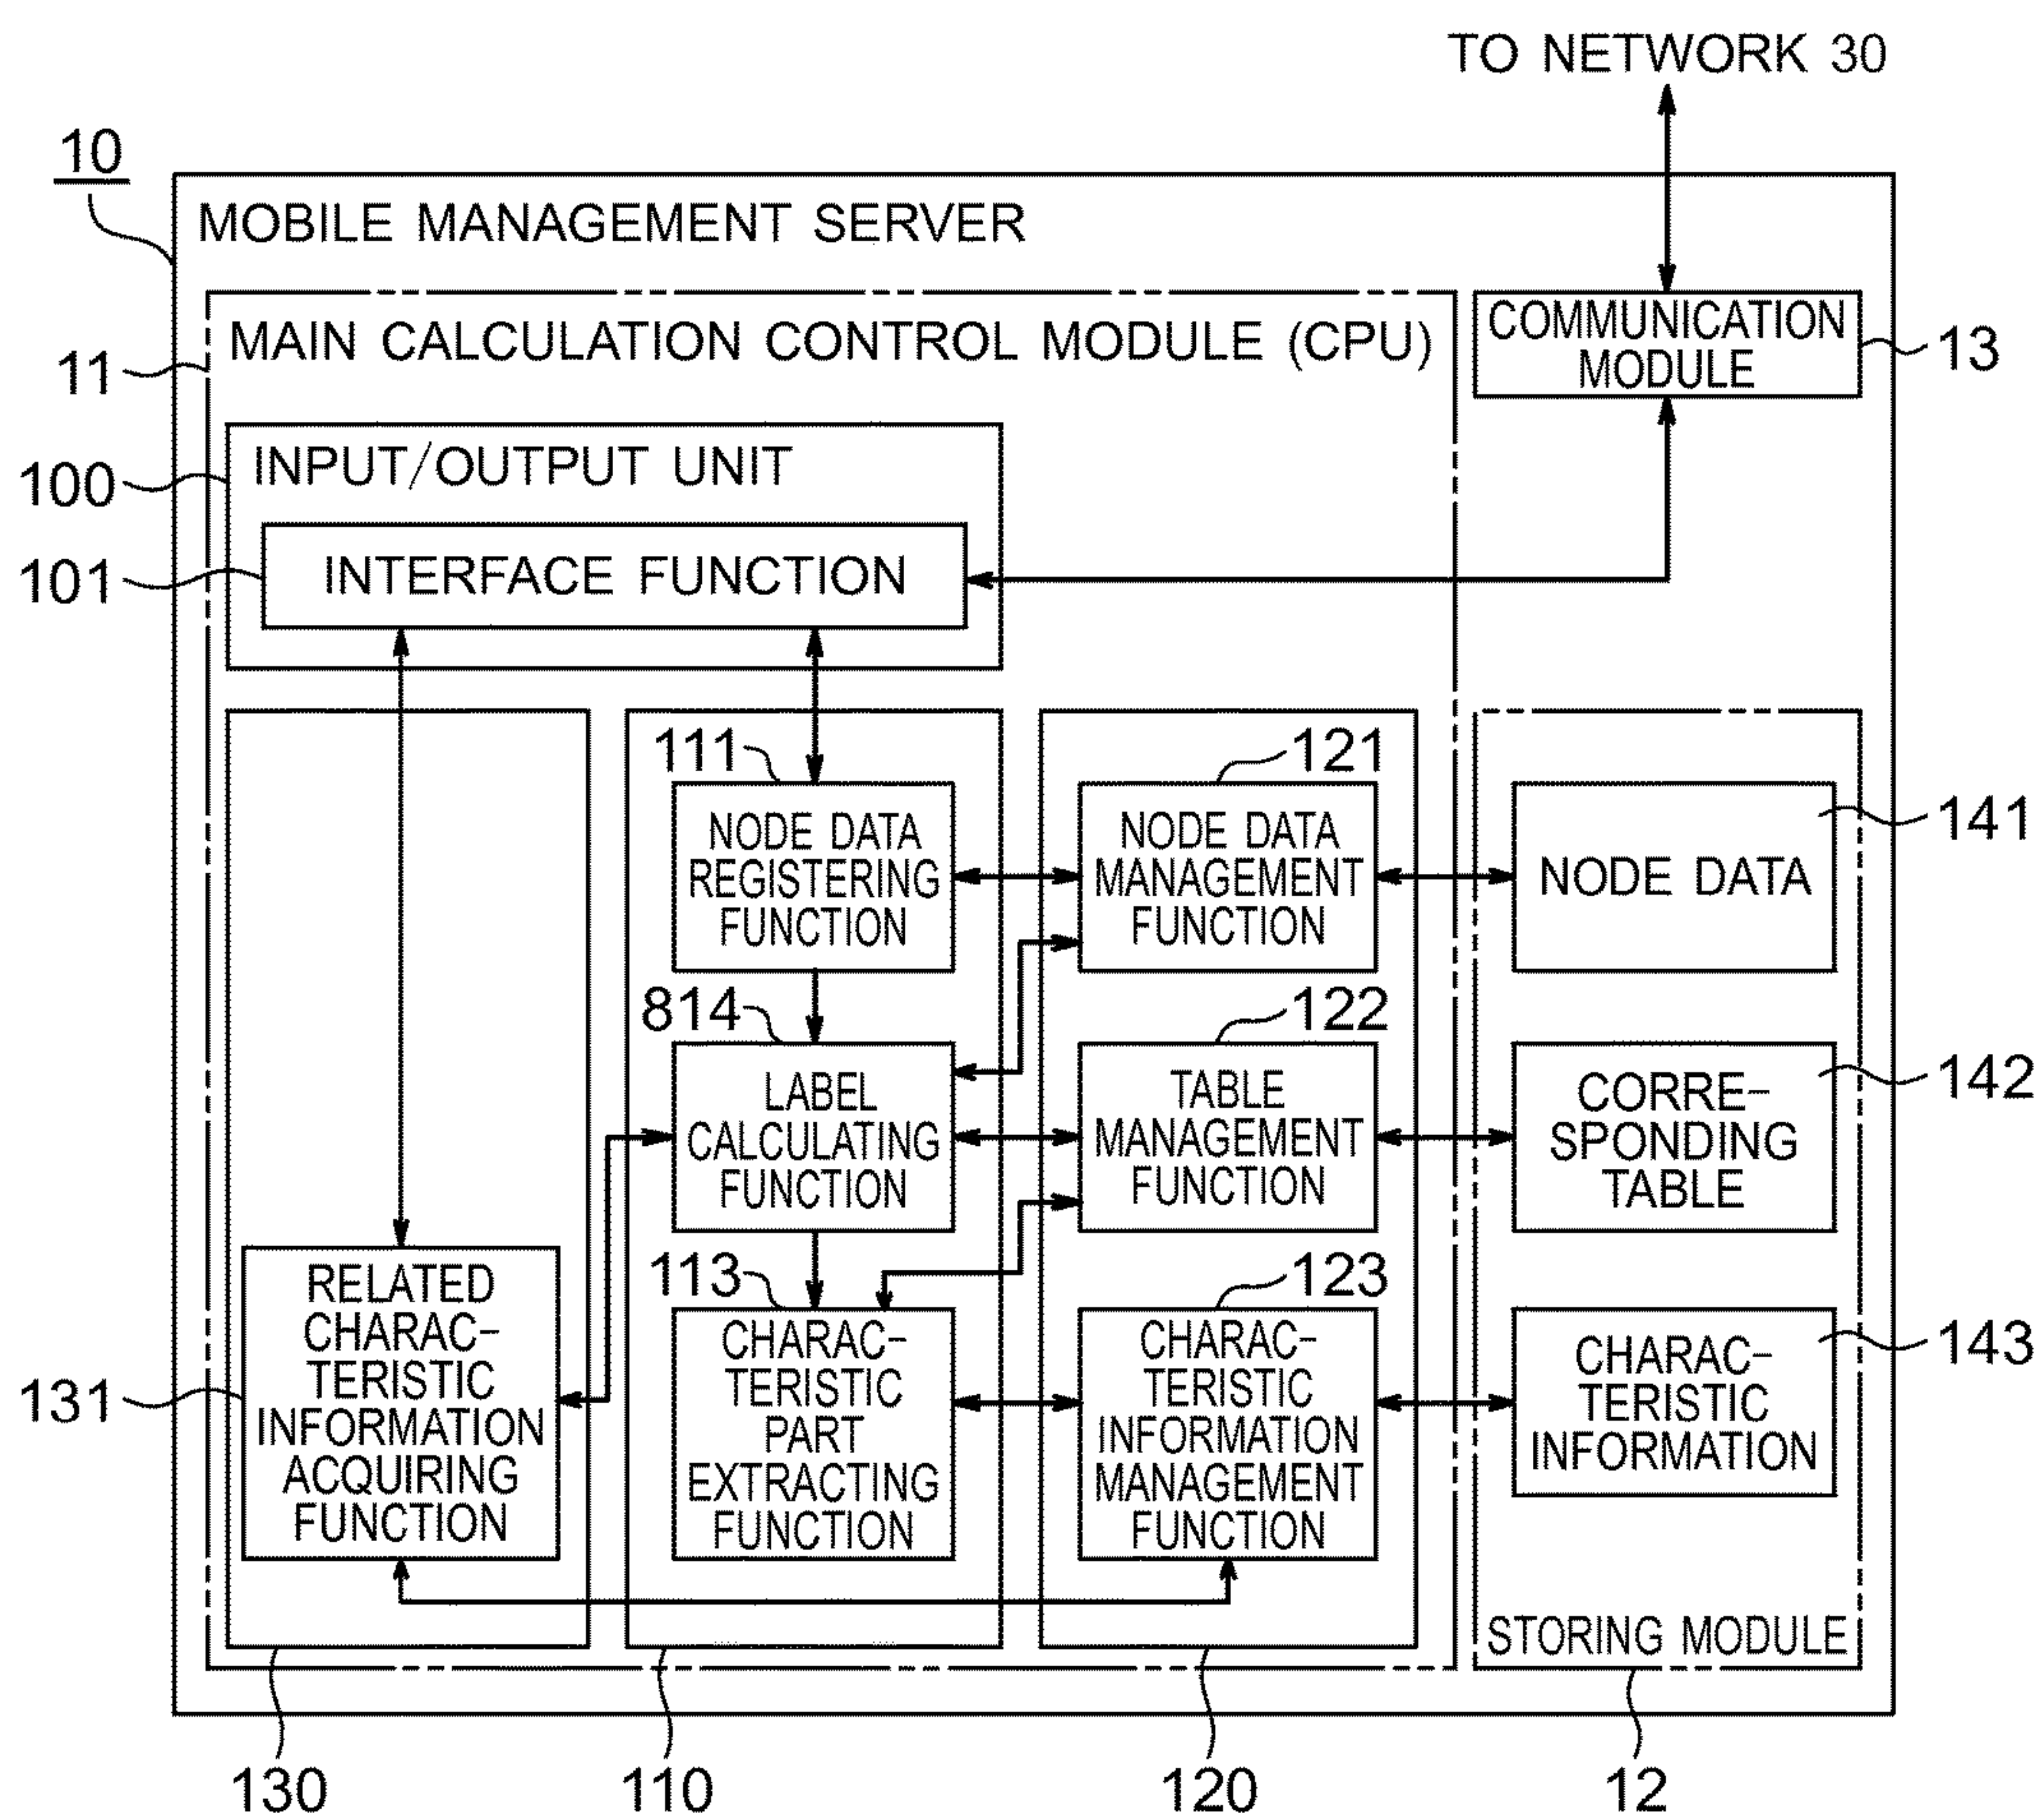 TO NETWORK 30
10
MOBILE MANAGEMENT SERVER
11
MAIN CALCULATION CONTROL MODULE (CPU)
COMMUNICATION
MODULE
13
100
INPUT/OUTPUT UNIT
101
INTERFACE FUNCTION
111
NODE DATA
REGISTERING
FUNCTION
121
NODE DATA
MANAGEMENT
FUNCTION
141
NODE DATA
814
LABEL
CALCULATING
FUNCTION
122
TABLE
MANAGEMENT
FUNCTION
142
CORRE-
SPONDING
TABLE
131
RELATED
CHARAC-
TERISTIC
INFORMATION
ACQUIRING
FUNCTION
113
CHARAC-
TERISTIC
PART
EXTRACTING
FUNCTION
123
CHARAC-
TERISTIC
INFORMATION
MANAGEMENT
FUNCTION
143
CHARAC-
TERISTIC
INFORMATION
STORING MODULE
130
110
120
12